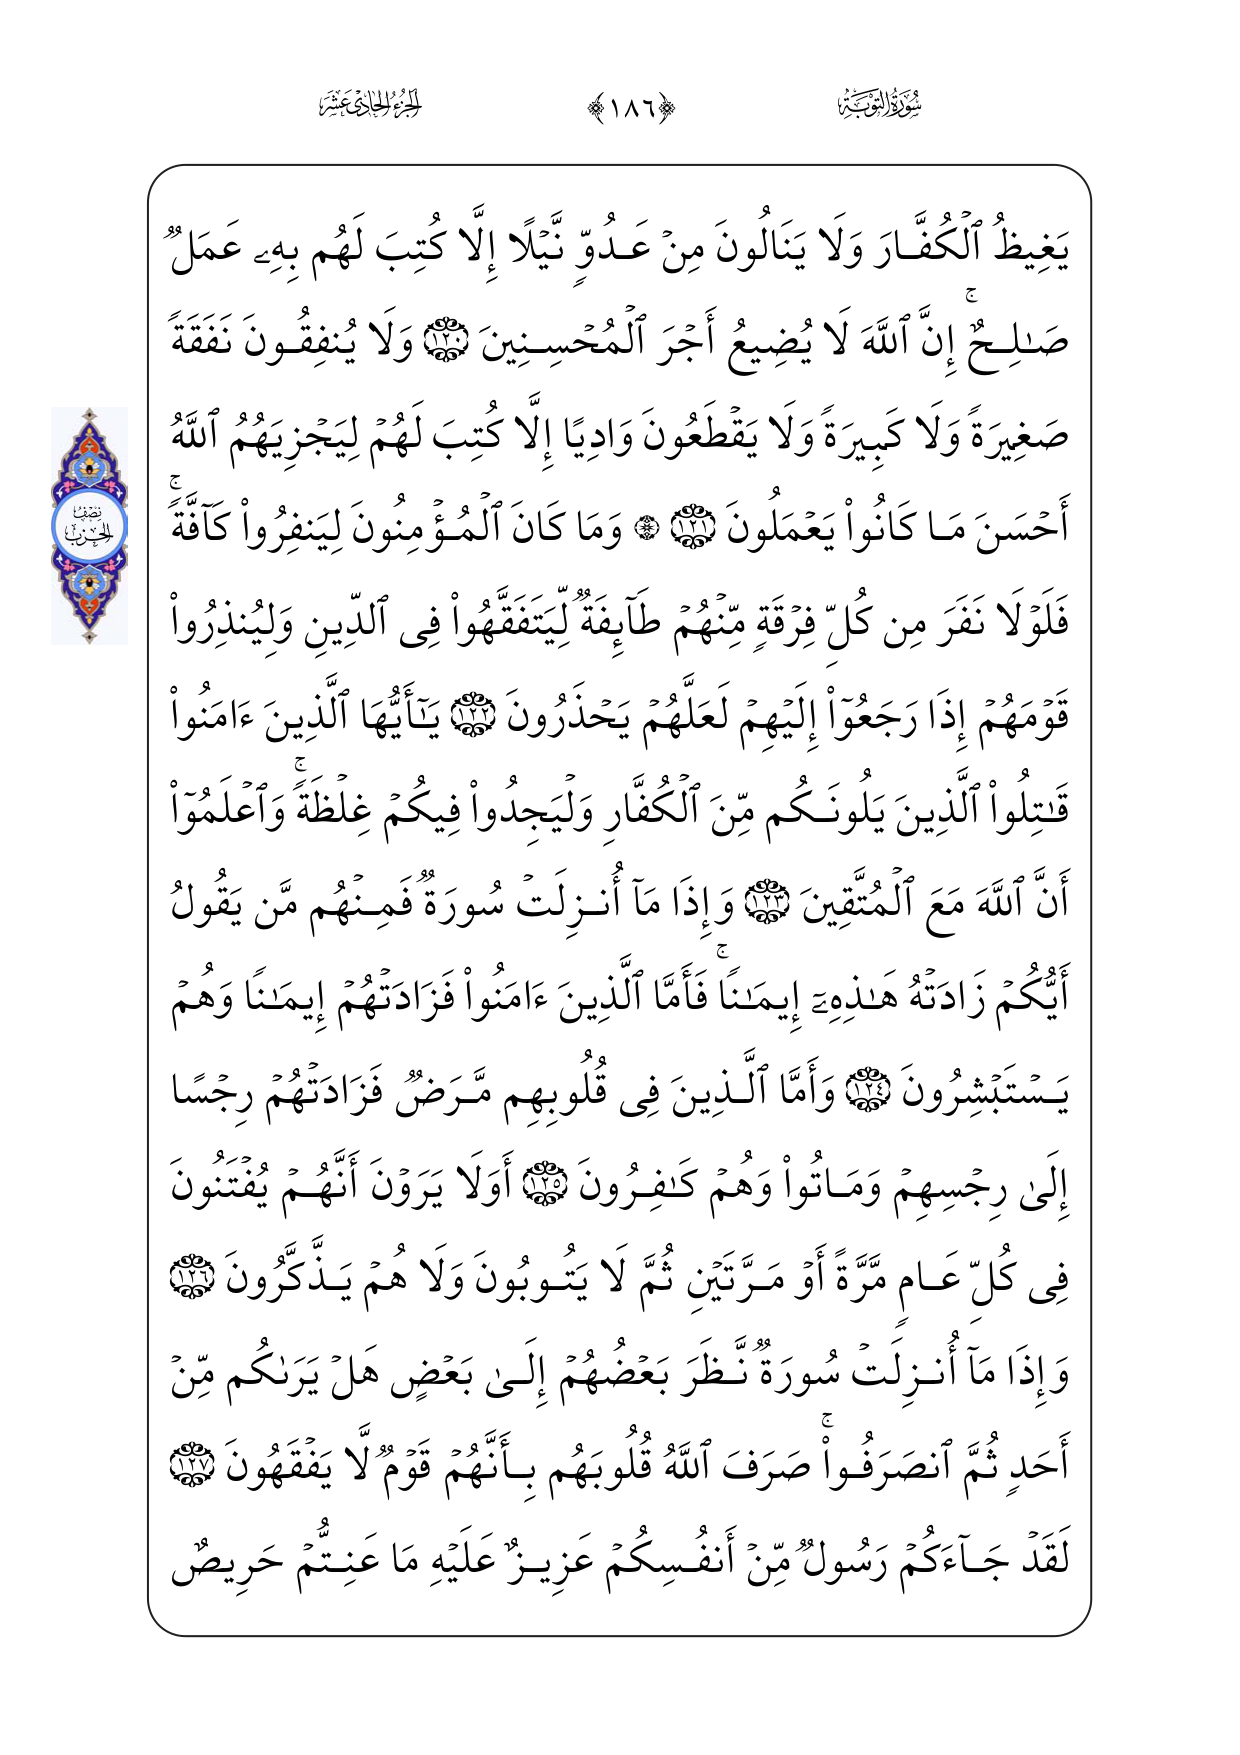 سُورَةُ التَّوْبَةِ
﴿١٨٦﴾
الجُزءُ الحَادِى عَشَرَ
يَغِيظُ ٱلْكُفَّارَ وَلَا يَنَالُونَ مِنْ عَدُوٍّ نَّيْلًا إِلَّا كُتِبَ لَهُم بِهِۦ عَمَلٌ
صَـٰلِحٌ ۚ إِنَّ ٱللَّهَ لَا يُضِيعُ أَجْرَ ٱلْمُحْسِنِينَ ١٢٠ وَلَا يُنفِقُونَ نَفَقَةً
صَغِيرَةً وَلَا كَبِيرَةً وَلَا يَقْطَعُونَ وَادِيًا إِلَّا كُتِبَ لَهُمْ لِيَجْزِيَهُمُ ٱللَّهُ
أَحْسَنَ مَا كَانُوا۟ يَعْمَلُونَ ١٢١ ۞ وَمَا كَانَ ٱلْمُؤْمِنُونَ لِيَنفِرُوا۟ كَآفَّةً ۚ
فَلَوْلَا نَفَرَ مِن كُلِّ فِرْقَةٍ مِّنْهُمْ طَآئِفَةٌ لِّيَتَفَقَّهُوا۟ فِى ٱلدِّينِ وَلِيُنذِرُوا۟
قَوْمَهُمْ إِذَا رَجَعُوٓا۟ إِلَيْهِمْ لَعَلَّهُمْ يَحْذَرُونَ ١٢٢ يَـٰٓأَيُّهَا ٱلَّذِينَ ءَامَنُوا۟
قَـٰتِلُوا۟ ٱلَّذِينَ يَلُونَكُم مِّنَ ٱلْكُفَّارِ وَلْيَجِدُوا۟ فِيكُمْ غِلْظَةً ۚ وَٱعْلَمُوٓا۟
أَنَّ ٱللَّهَ مَعَ ٱلْمُتَّقِينَ ١٢٣ وَإِذَا مَآ أُنزِلَتْ سُورَةٌ فَمِنْهُم مَّن يَقُولُ
أَيُّكُمْ زَادَتْهُ هَـٰذِهِۦٓ إِيمَـٰنًا ۚ فَأَمَّا ٱلَّذِينَ ءَامَنُوا۟ فَزَادَتْهُمْ إِيمَـٰنًا وَهُمْ
يَسْتَبْشِرُونَ ١٢٤ وَأَمَّا ٱلَّذِينَ فِى قُلُوبِهِم مَّرَضٌ فَزَادَتْهُمْ رِجْسًا
إِلَىٰ رِجْسِهِمْ وَمَاتُوا۟ وَهُمْ كَـٰفِرُونَ ١٢٥ أَوَلَا يَرَوْنَ أَنَّهُمْ يُفْتَنُونَ
فِى كُلِّ عَامٍ مَّرَّةً أَوْ مَرَّتَيْنِ ثُمَّ لَا يَتُوبُونَ وَلَا هُمْ يَذَّكَّرُونَ ١٢٦
وَإِذَا مَآ أُنزِلَتْ سُورَةٌ نَّظَرَ بَعْضُهُمْ إِلَىٰ بَعْضٍ هَلْ يَرَىٰكُم مِّنْ
أَحَدٍ ثُمَّ ٱنصَرَفُوا۟ ۚ صَرَفَ ٱللَّهُ قُلُوبَهُم بِأَنَّهُمْ قَوْمٌ لَّا يَفْقَهُونَ ١٢٧
لَقَدْ جَآءَكُمْ رَسُولٌ مِّنْ أَنفُسِكُمْ عَزِيزٌ عَلَيْهِ مَا عَنِتُّمْ حَرِيصٌ
نِصْفُ
الحِزْبِ